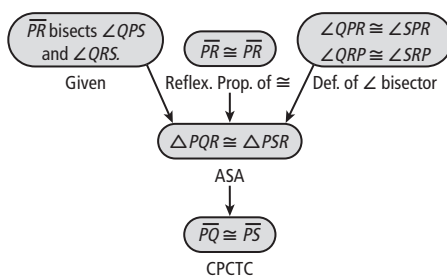 PR bisects ∠QPS
and ∠QRS.
Given
PR ≅ PR
Reflex. Prop. of ≅
∠QPR ≅ ∠SPR
∠QRP ≅ ∠SRP
Def. of ∠ bisector
△PQR ≅ △PSR
ASA
PQ ≅ PS
CPCTC